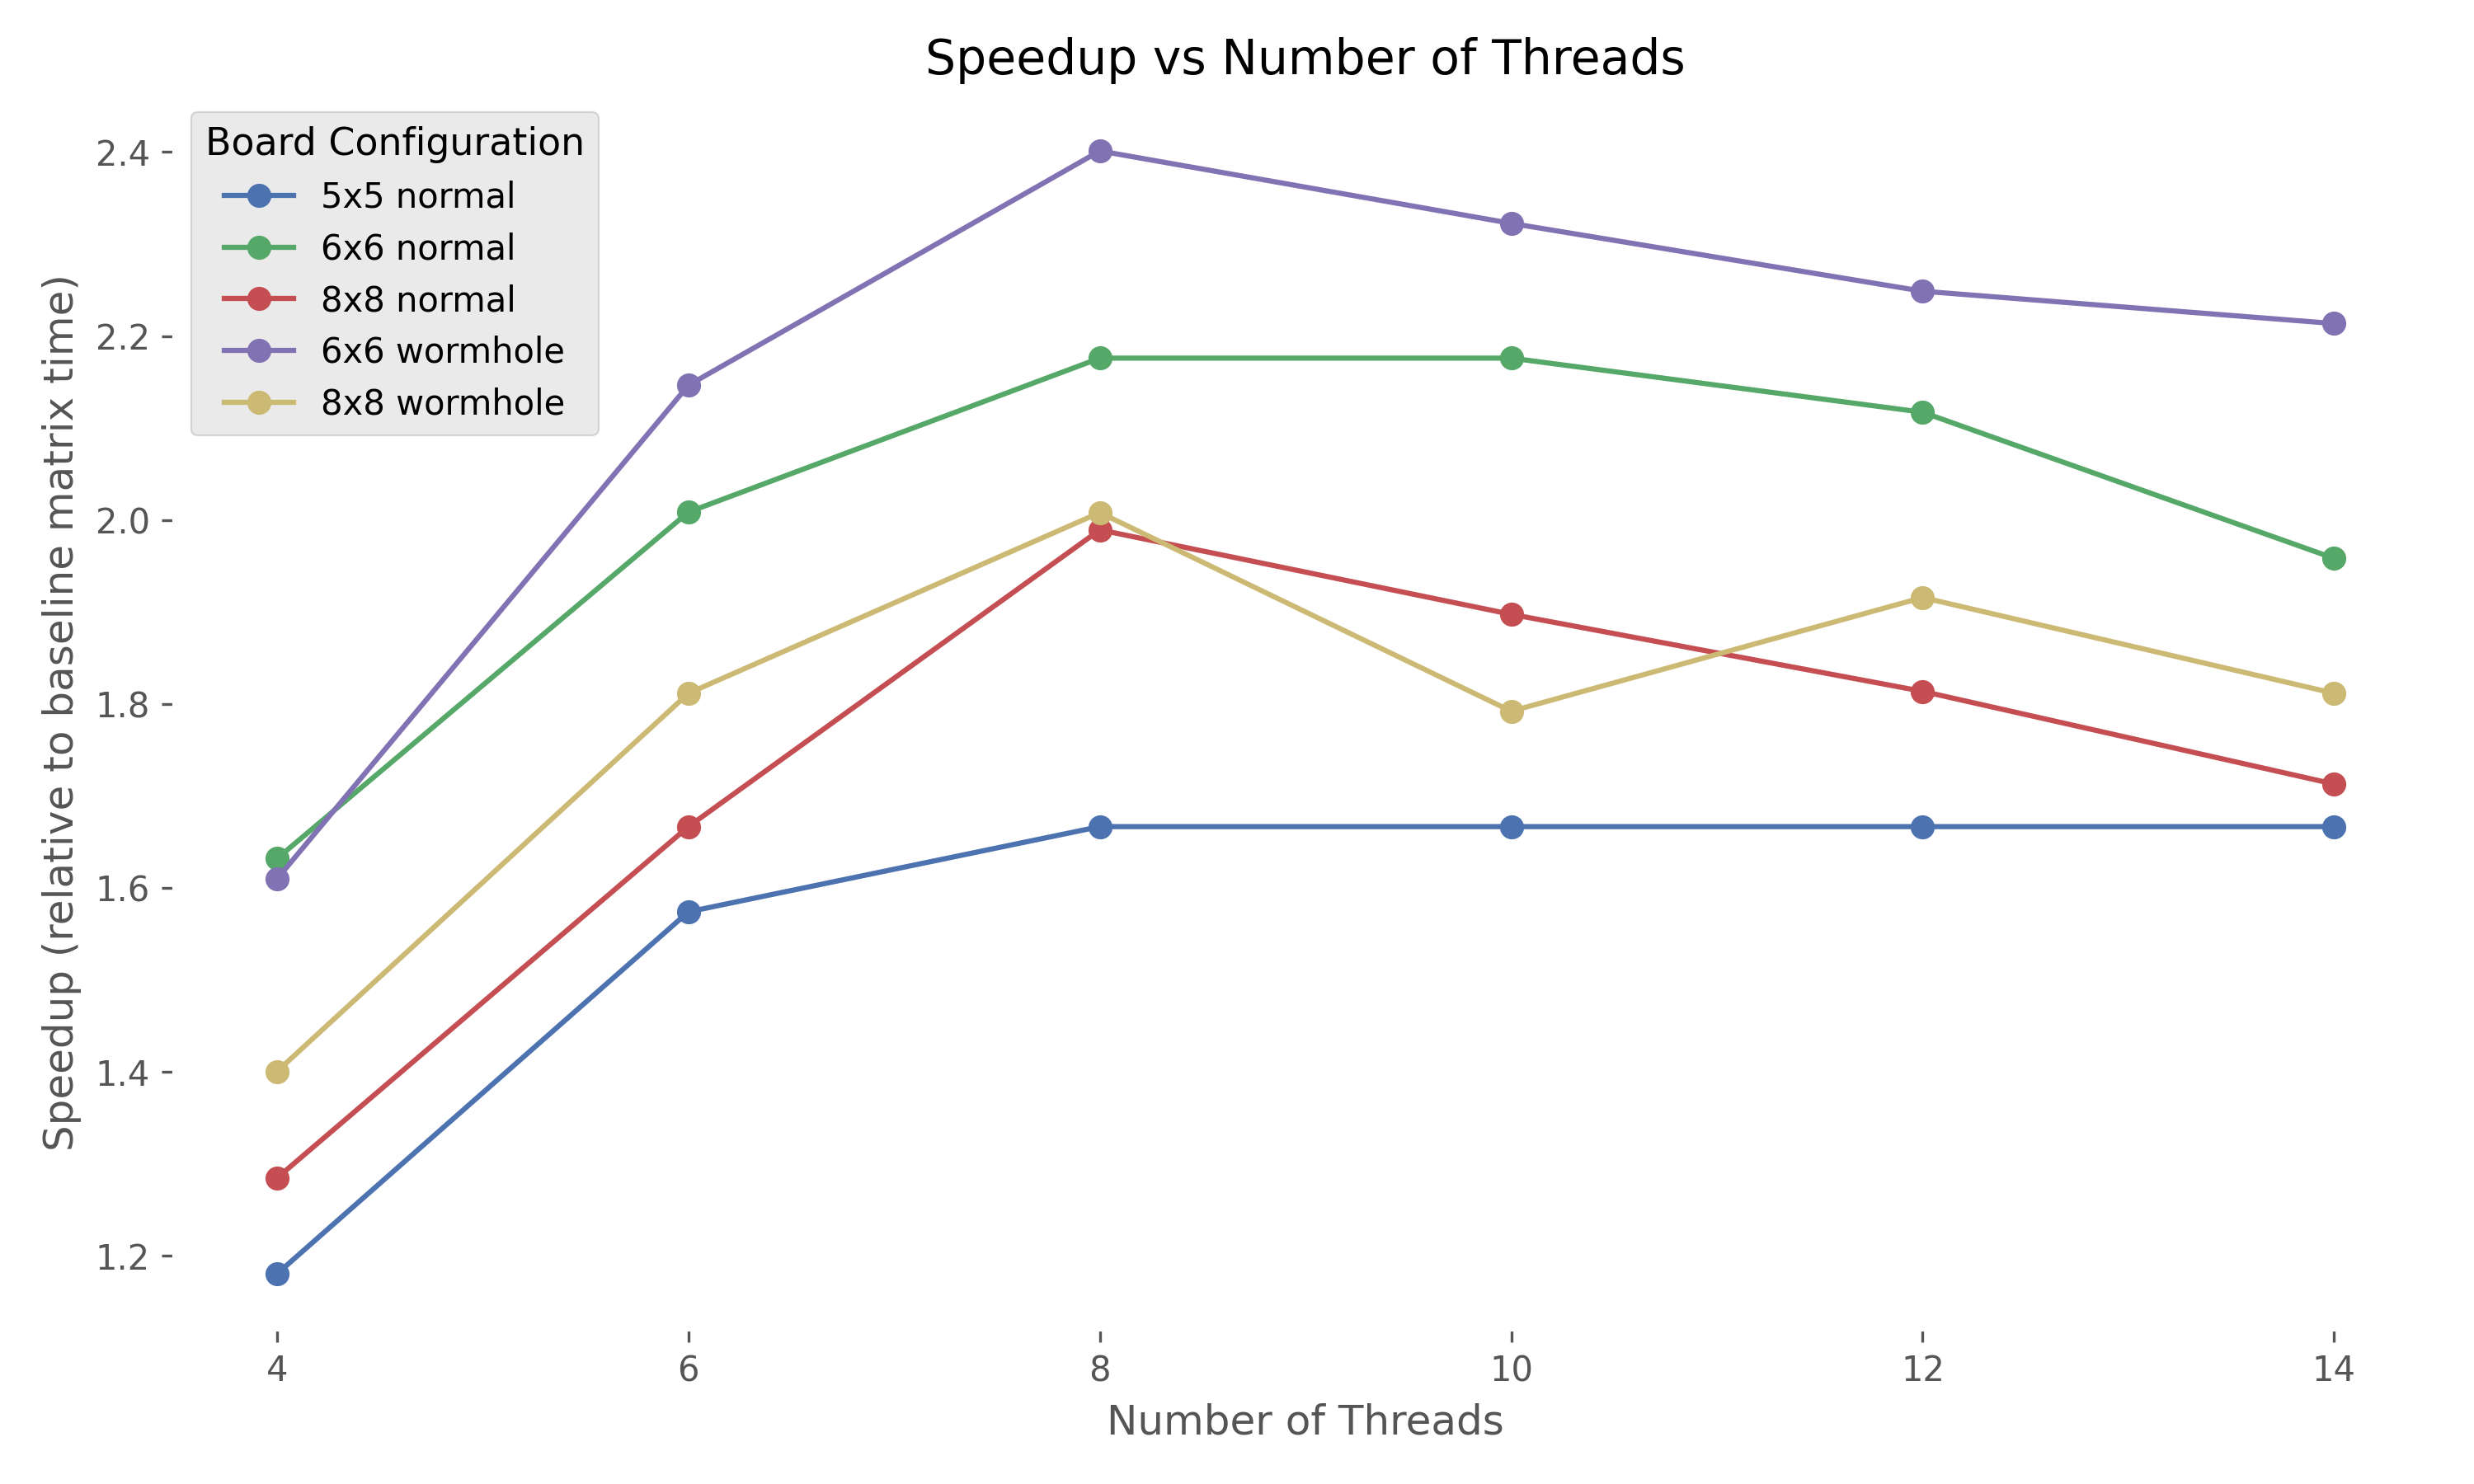 Speedup vs Number of Threads
Board Configuration
5x5 normal
6x6 normal
8x8 normal
6x6 wormhole
8x8 wormhole
Speedup (relative to baseline matrix time)
2.4
2.2
2.0
1.8
1.6
1.4
1.2
4 6 8 10 12 14
Number of Threads